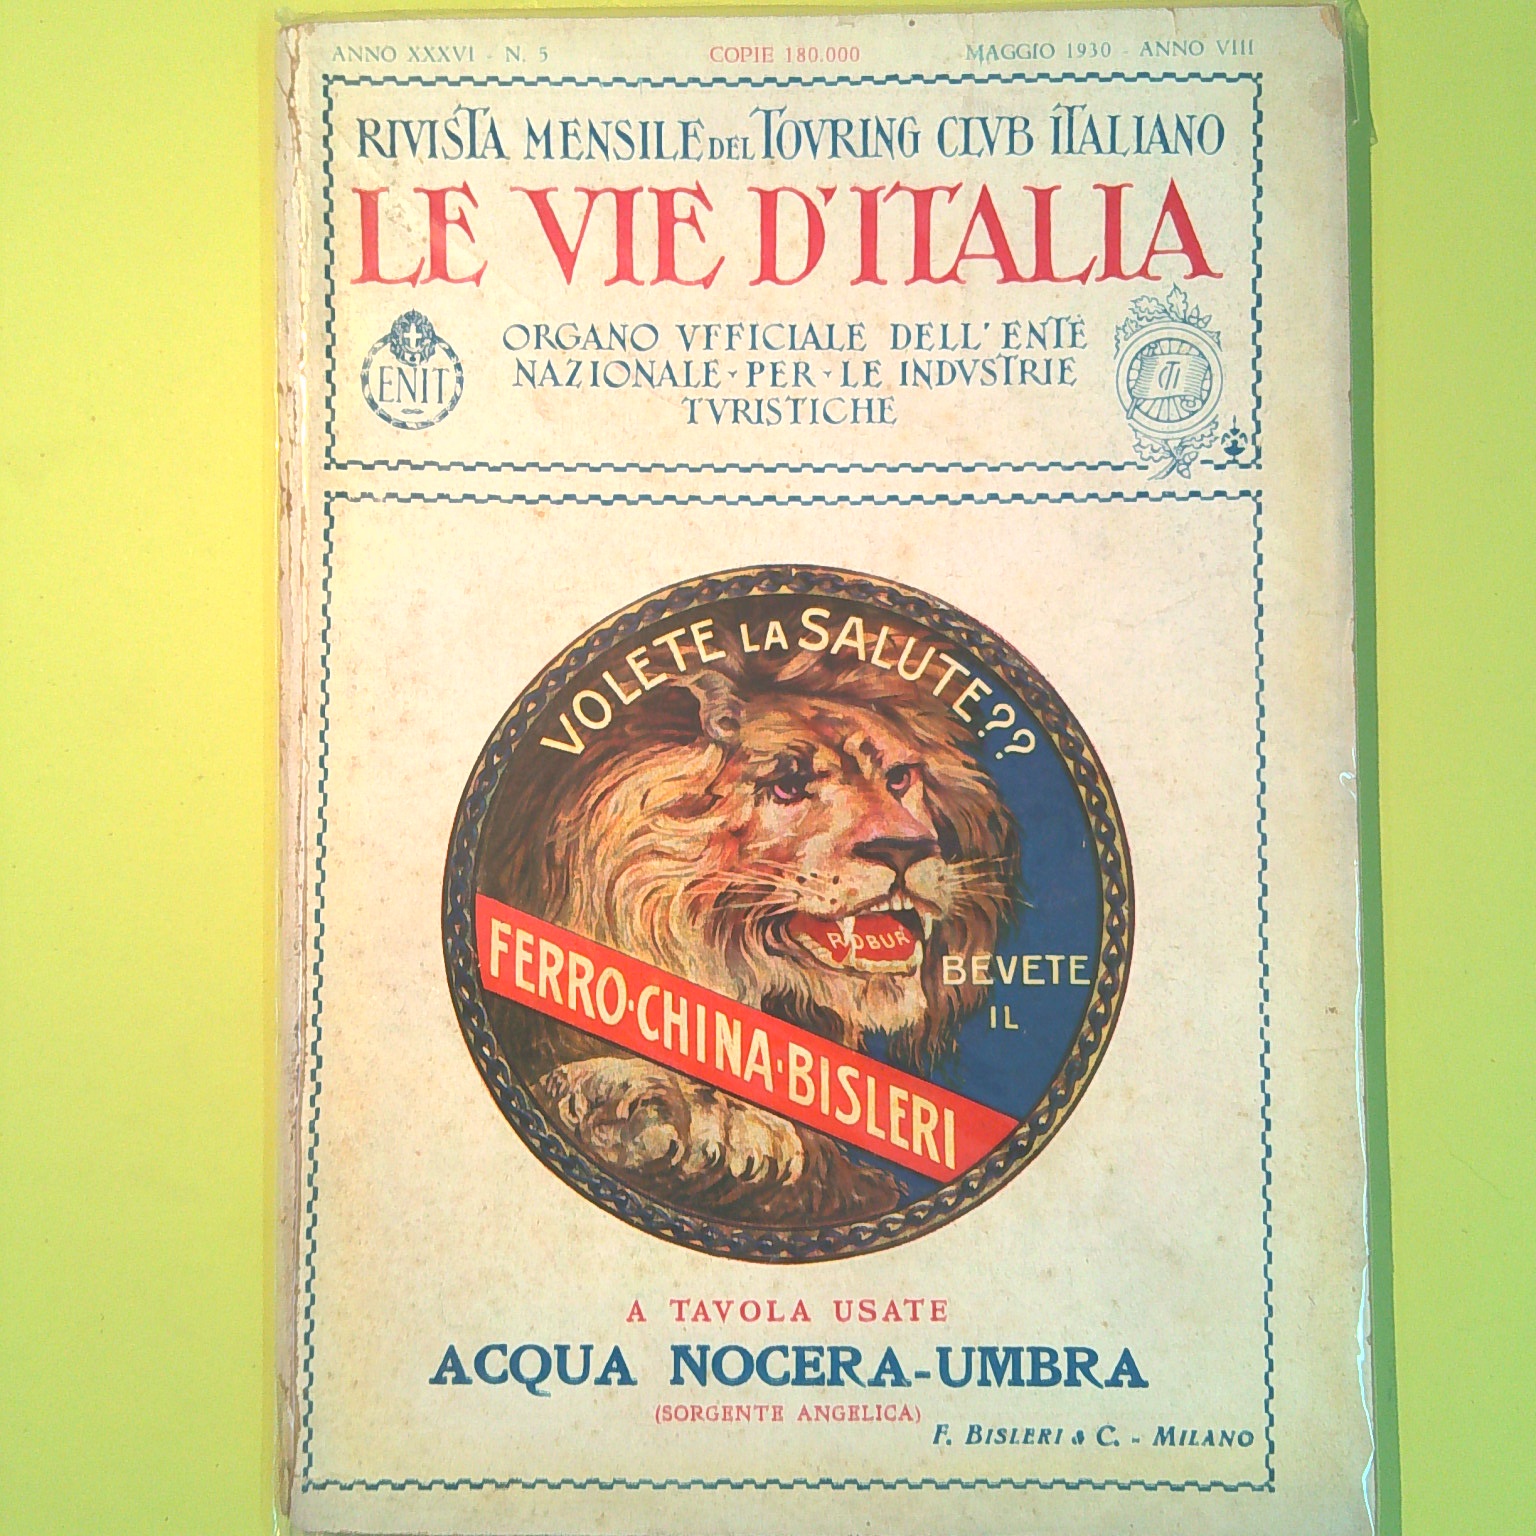 ANNO XXXVI - N. 5 COPIE 180.000 MAGGIO 1930 - ANNO VIII
RIVISTA MENSILE DEL TOVRING CLVB ITALIANO
LE VIE D'ITALIA
ORGANO VFFICIALE DELL' ENTE
NAZIONALE - PER - LE INDVSTRIE
TVRISTICHE
ENIT
CTI
VOLETE LA SALUTE??
ROBUR
BEVETE
IL
FERRO-CHINA-BISLERI
A TAVOLA USATE
ACQUA NOCERA-UMBRA
(SORGENTE ANGELICA)
F. BISLERI & C. - MILANO